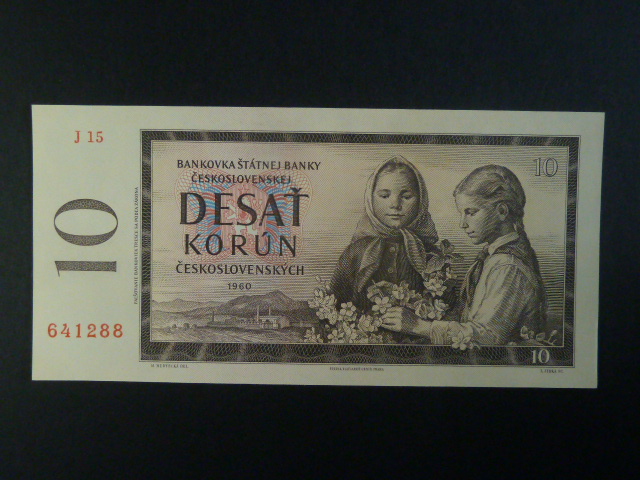 J 15
BANKOVKA ŠTÁTNEJ BANKY
ČESKOSLOVENSKEJ
DESAŤ
KORÚN
ČESKOSLOVENSKÝCH
1960
10
10
10
641288